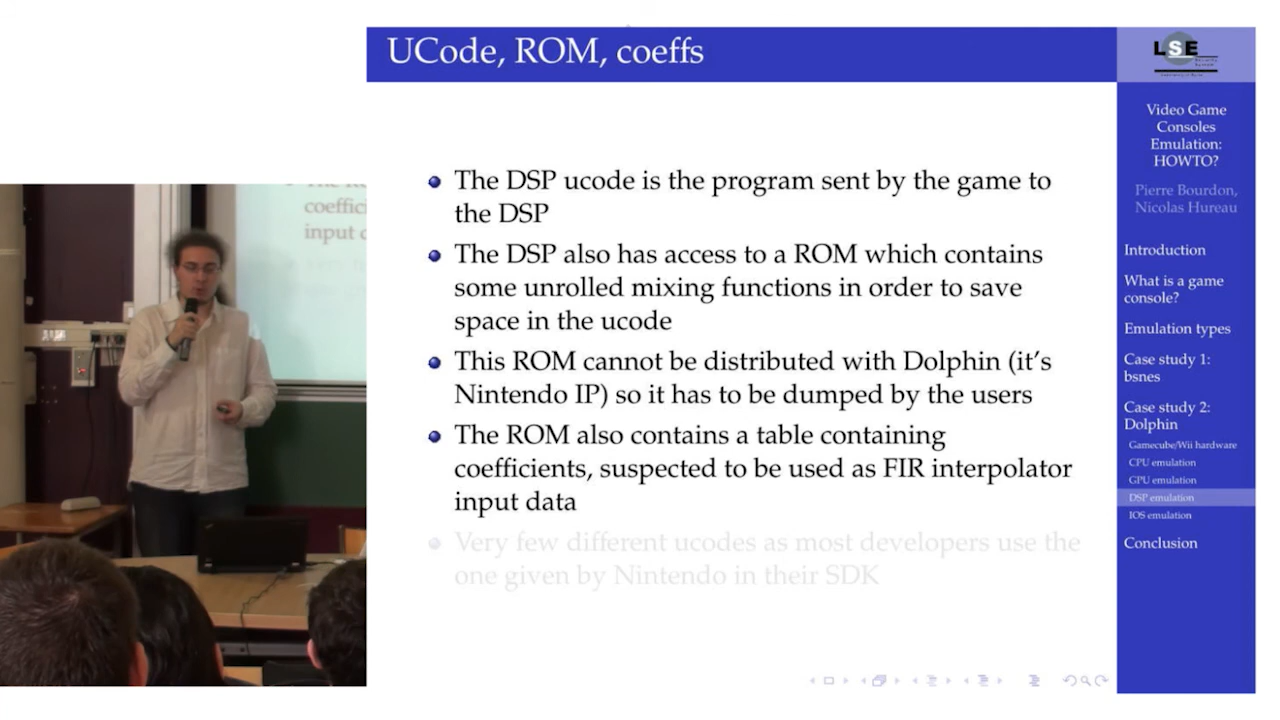 UCode, ROM, coeffs
LSE
Video Game
Consoles
Emulation:
HOWTO?
Pierre Bourdon,
Nicolas Hureau
Introduction
What is a game
console?
Emulation types
Case study 1:
bsnes
Case study 2:
Dolphin
Gamecube/Wii hardware
CPU emulation
GPU emulation
DSP emulation
IOS emulation
Conclusion
The DSP ucode is the program sent by the game to
the DSP
The DSP also has access to a ROM which contains
some unrolled mixing functions in order to save
space in the ucode
This ROM cannot be distributed with Dolphin (it's
Nintendo IP) so it has to be dumped by the users
The ROM also contains a table containing
coefficients, suspected to be used as FIR interpolator
input data
Very few different ucodes as most developers use the
one given by Nintendo in their SDK
coeffici
input